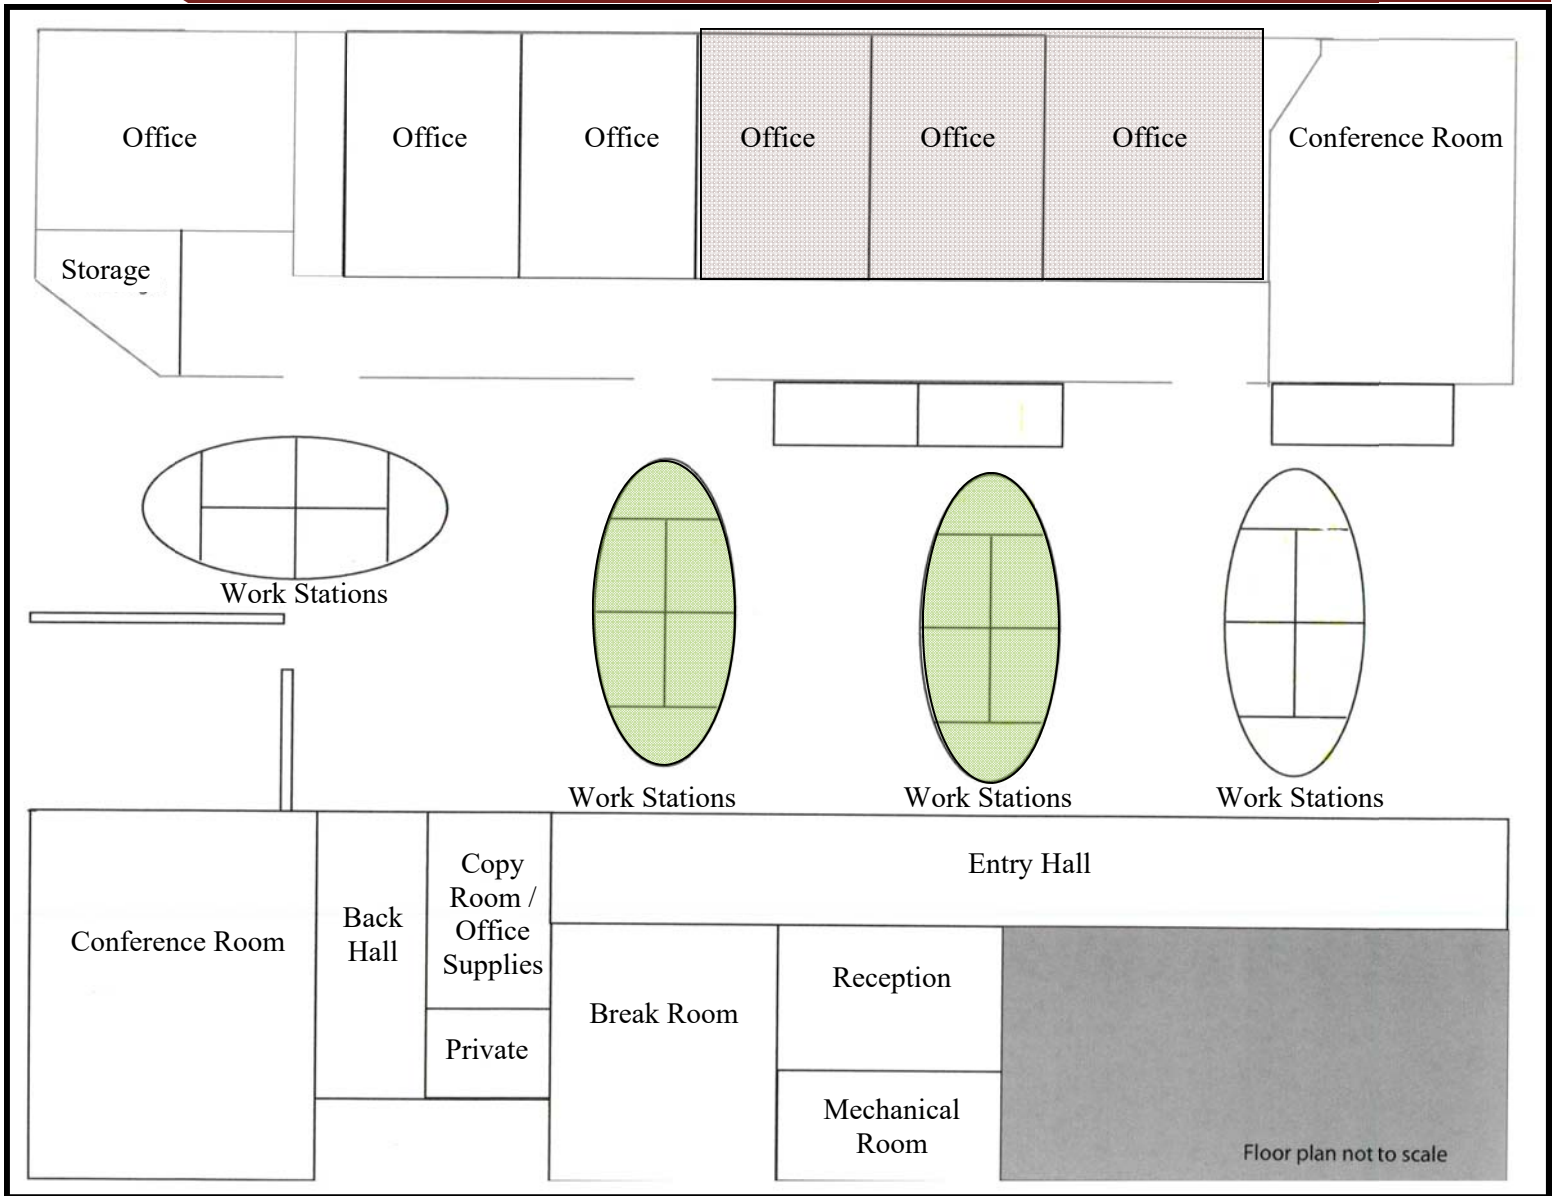 Office
Office
Office
Office
Office
Office
Conference Room
Storage
Work Stations
Work Stations
Work Stations
Work Stations
Conference Room
Back
Hall
Copy
Room /
Office
Supplies
Private
Entry Hall
Break Room
Reception
Mechanical
Room
Floor plan not to scale